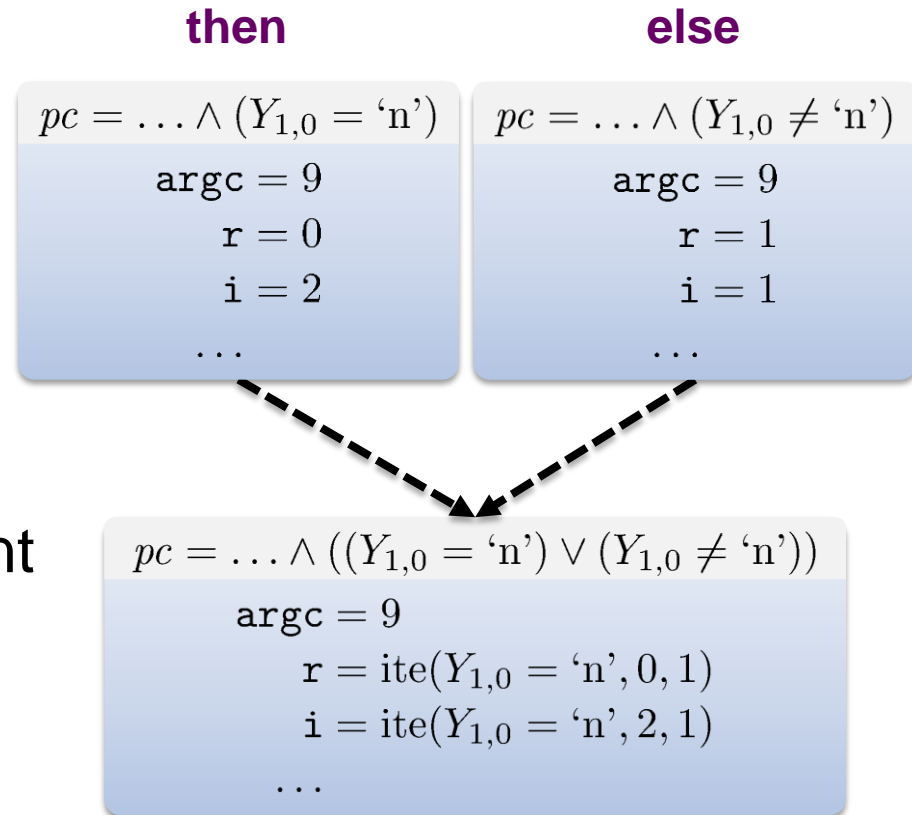 then
else
pc = … ∧ (Y₁,₀ = ‘n’)
argc = 9
r = 0
i = 2
…
pc = … ∧ (Y₁,₀ ≠ ‘n’)
argc = 9
r = 1
i = 1
…
pc = … ∧ ((Y₁,₀ = ‘n’) ∨ (Y₁,₀ ≠ ‘n’))
argc = 9
r = ite(Y₁,₀ = ‘n’, 0, 1)
i = ite(Y₁,₀ = ‘n’, 2, 1)
…